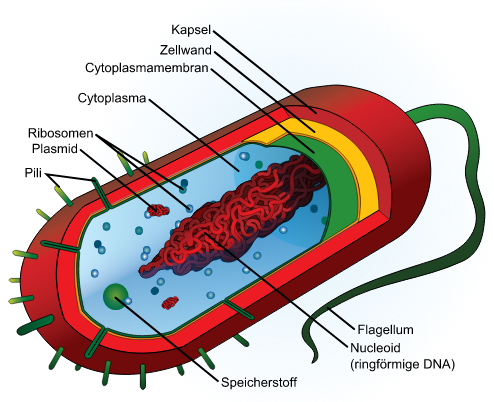 Kapsel
Zellwand
Cytoplasmamembran
Cytoplasma
Ribosomen
Plasmid
Pili
Flagellum
Nucleoid
(ringförmige DNA)
Speicherstoff